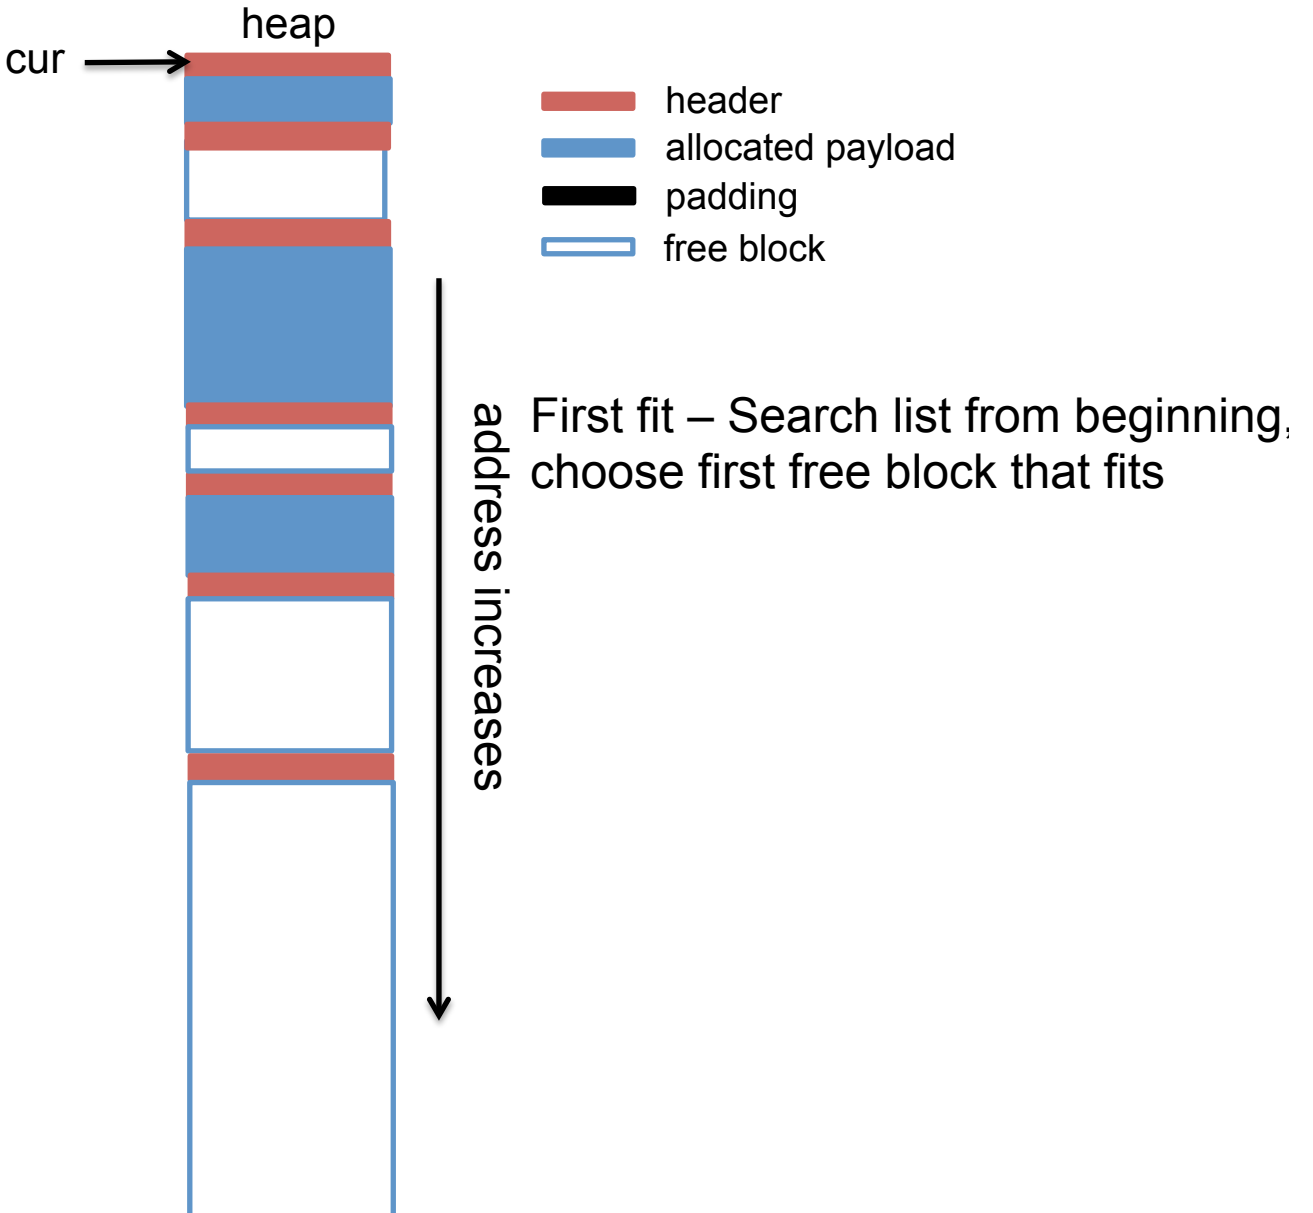 heap
cur
header
allocated payload
padding
free block
address increases
First fit – Search list from beginning,
choose first free block that fits